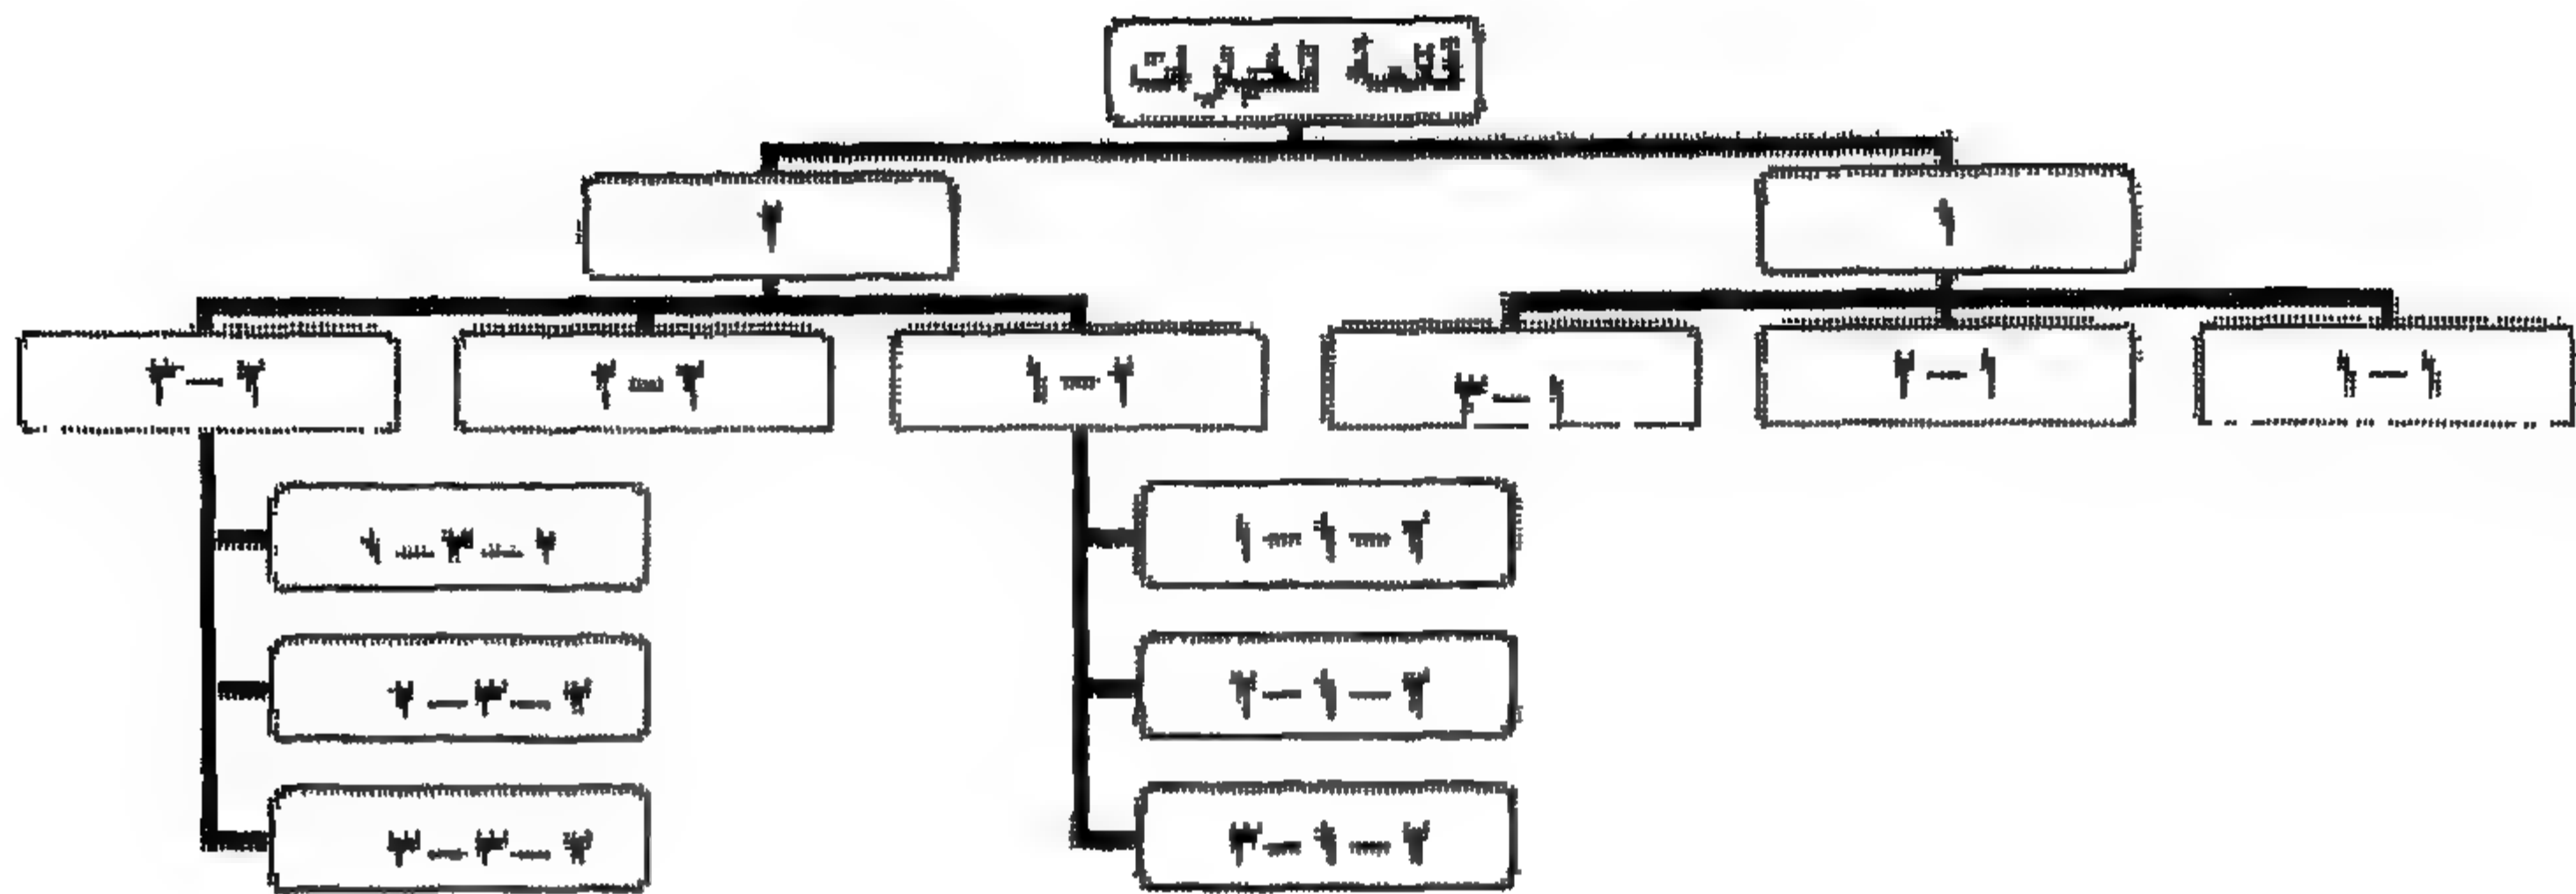 قائمة الخيارات
١
٢
١ – ١
١ – ٢
١ – ٣
٢ – ١
٢ – ٢
٢ – ٣
٢ – ١ – ١
٢ – ١ – ٢
٢ – ١ – ٣
٢ – ٣ – ١
٢ – ٣ – ٢
٢ – ٣ – ٣